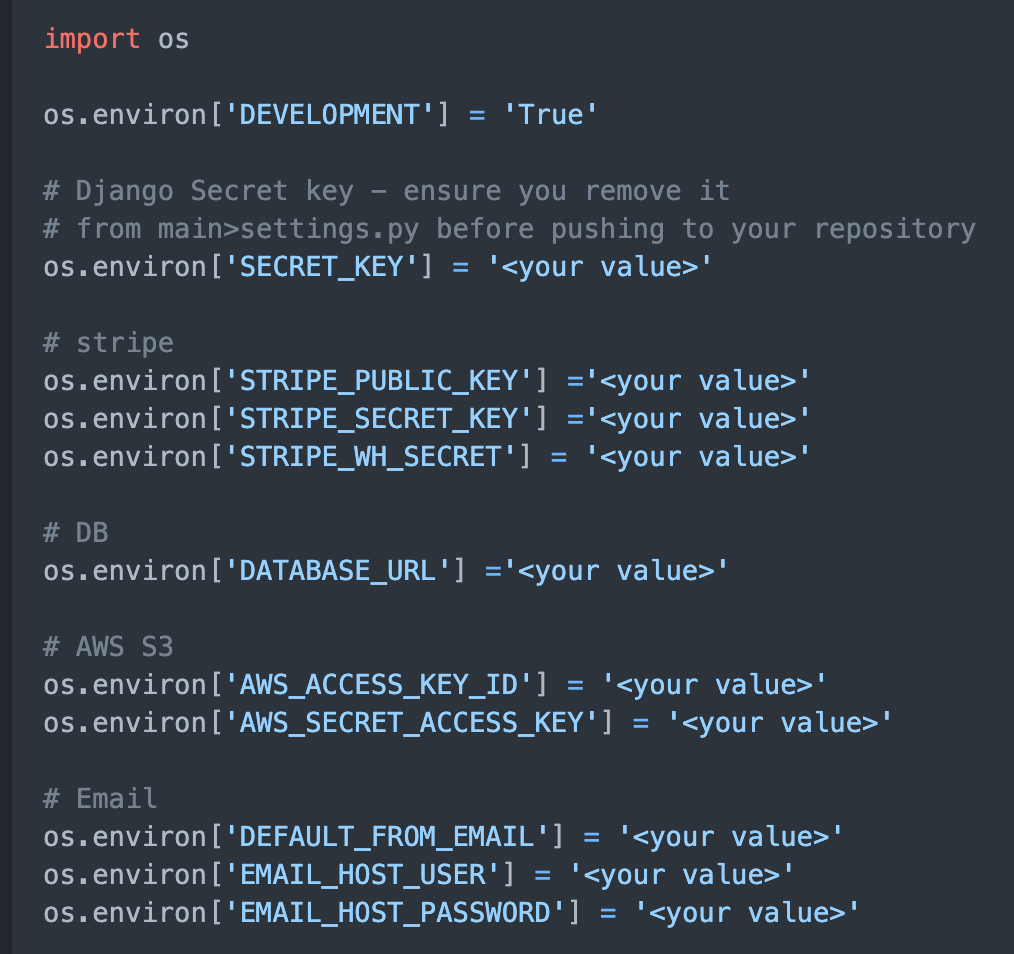 import os
os.environ['DEVELOPMENT'] = 'True'
# Django Secret key – ensure you remove it
# from main>settings.py before pushing to your repository
os.environ['SECRET_KEY'] = '<your value>'
# stripe
os.environ['STRIPE_PUBLIC_KEY'] ='<your value>'
os.environ['STRIPE_SECRET_KEY'] ='<your value>'
os.environ['STRIPE_WH_SECRET'] = '<your value>'
# DB
os.environ['DATABASE_URL'] ='<your value>'
# AWS S3
os.environ['AWS_ACCESS_KEY_ID'] = '<your value>'
os.environ['AWS_SECRET_ACCESS_KEY'] = '<your value>'
# Email
os.environ['DEFAULT_FROM_EMAIL'] = '<your value>'
os.environ['EMAIL_HOST_USER'] = '<your value>'
os.environ['EMAIL_HOST_PASSWORD'] = '<your value>'